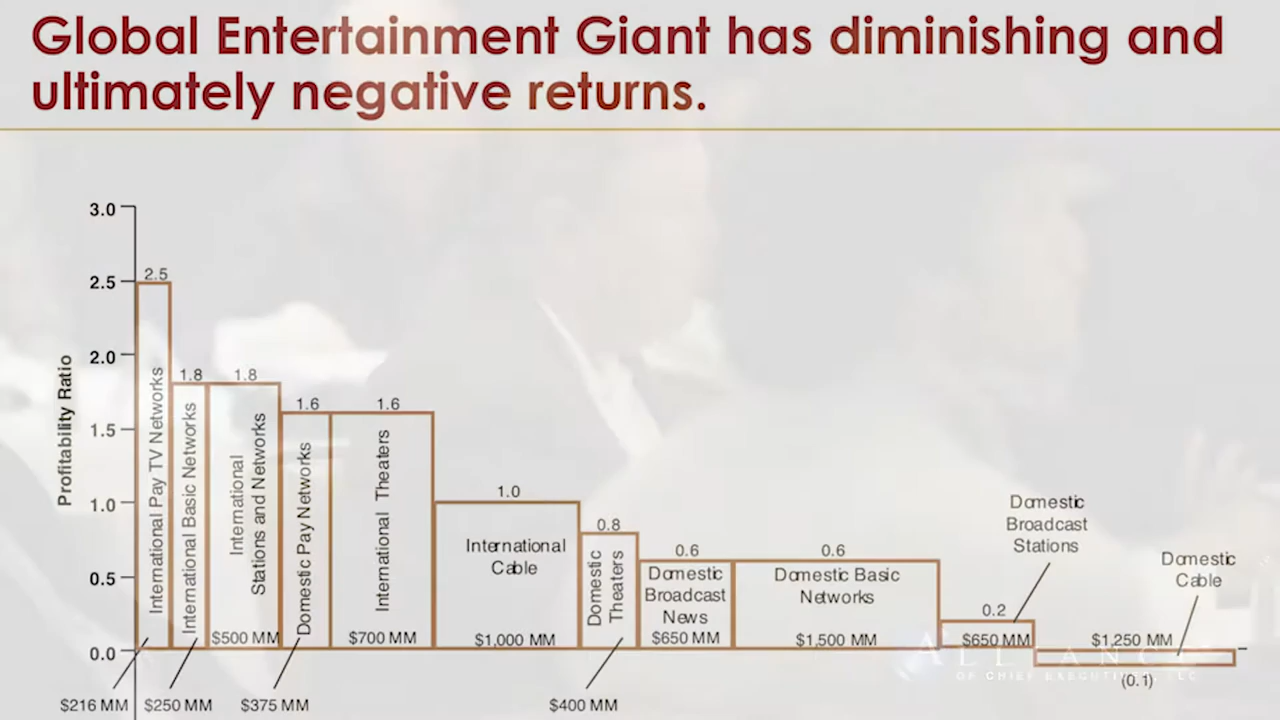 Global Entertainment Giant has diminishing and
ultimately negative returns.
Profitability Ratio
3.0
2.5
2.0
1.5
1.0
0.5
0.0
2.5
International Pay TV Networks
$216 MM
1.8
International Basic Networks
$250 MM
1.8
International
Stations and Networks
$500 MM
1.6
Domestic Pay Networks
$375 MM
1.6
International Theaters
$700 MM
1.0
International
Cable
$1,000 MM
0.8
Domestic
Theaters
$400 MM
0.6
Domestic
Broadcast
News
$650 MM
0.6
Domestic Basic
Networks
$1,500 MM
Domestic
Broadcast
Stations
0.2
$650 MM
Domestic
Cable
$1,250 MM
(0.1)
ALLIANCE
OF CHIEF EXECUTIVES, LLC